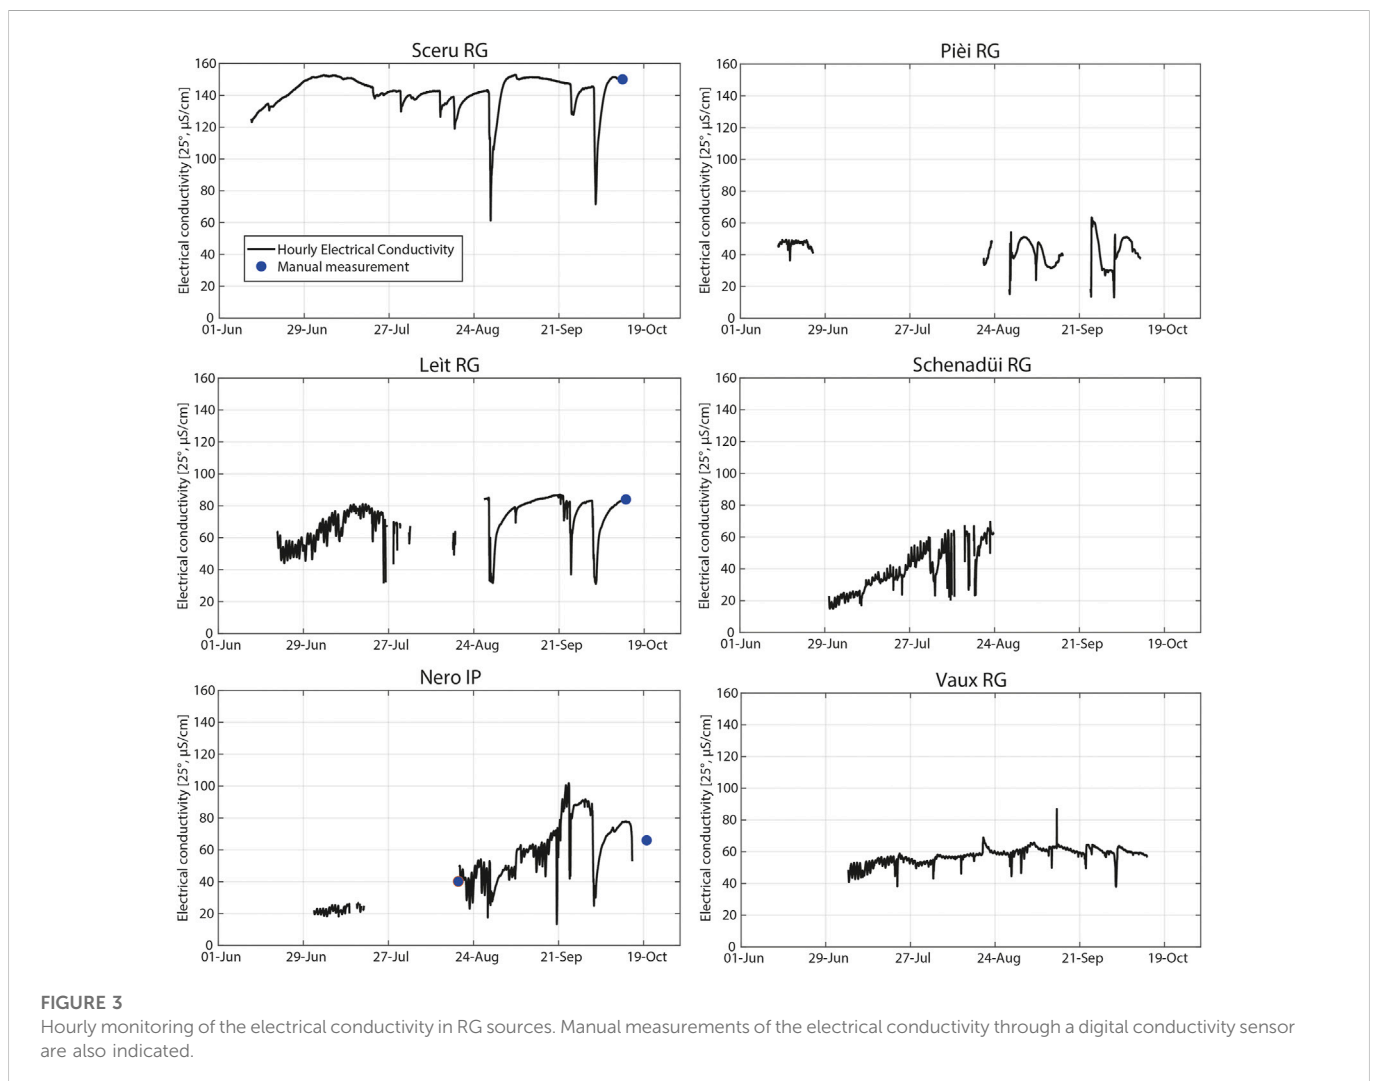 Sceru RG
Electrical conductivity [25°, μS/cm]
160
140
120
100
80
60
40
20
0
Hourly Electrical Conductivity
Manual measurement
01-Jun 29-Jun 27-Jul 24-Aug 21-Sep 19-Oct
Pièi RG
Electrical conductivity [25°, μS/cm]
160
140
120
100
80
60
40
20
0
01-Jun 29-Jun 27-Jul 24-Aug 21-Sep 19-Oct
Leìt RG
Electrical conductivity [25°, μS/cm]
160
140
120
100
80
60
40
20
0
01-Jun 29-Jun 27-Jul 24-Aug 21-Sep 19-Oct
Schenadüi RG
Electrical conductivity [25°, μS/cm]
160
140
120
100
80
60
40
20
0
01-Jun 29-Jun 27-Jul 24-Aug 21-Sep 19-Oct
Nero IP
Electrical conductivity [25°, μS/cm]
160
140
120
100
80
60
40
20
0
01-Jun 29-Jun 27-Jul 24-Aug 21-Sep 19-Oct
Vaux RG
Electrical conductivity [25°, μS/cm]
160
140
120
100
80
60
40
20
0
01-Jun 29-Jun 27-Jul 24-Aug 21-Sep 19-Oct
FIGURE 3
Hourly monitoring of the electrical conductivity in RG sources. Manual measurements of the electrical conductivity through a digital conductivity sensor
are also indicated.